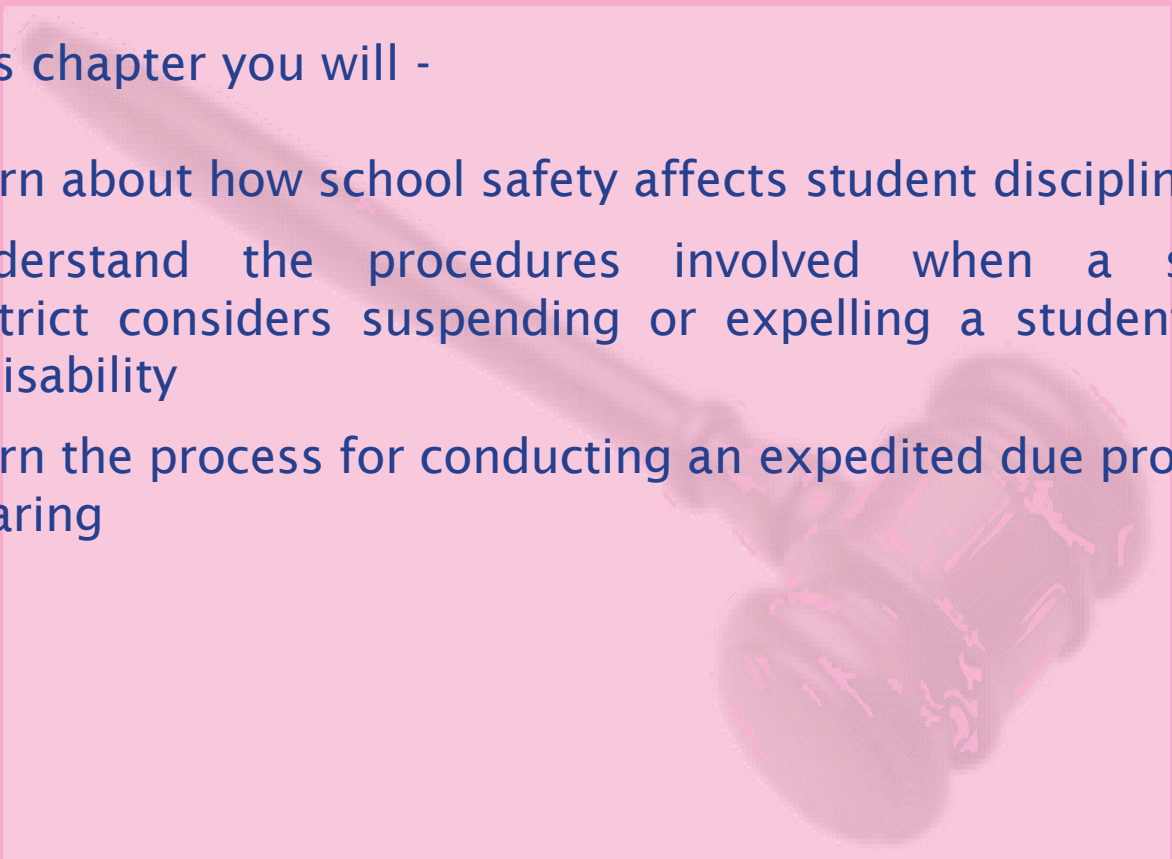 s chapter you will -
rn about how school safety affects student disciplin
derstand the procedures involved when a s
trict considers suspending or expelling a student
isability
rn the process for conducting an expedited due pro
aring